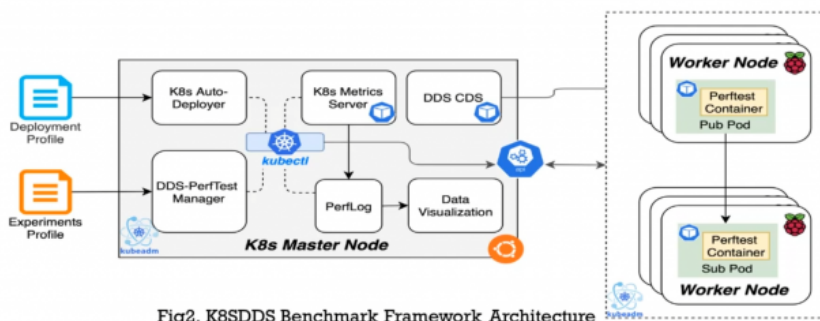 Deployment
Profile
Experiments
Profile
K8s Auto-
Deployer
DDS-PerfTest
Manager
kubeadm
K8s Metrics
Server
DDS CDS
kubectl
PerfLog
Data
Visualization
K8s Master Node
Worker Node
Perftest
Container
Pub Pod
Perftest
Container
Sub Pod
Worker Node
kubeadm
Fig2. K8SDDS Benchmark Framework Architecture